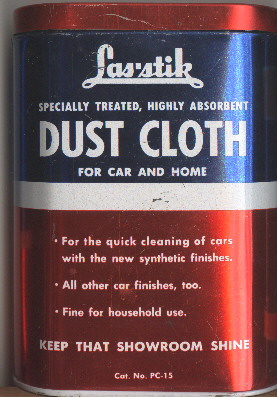 Las-stik
SPECIALLY TREATED, HIGHLY ABSORBENT
DUST CLOTH
FOR CAR AND HOME
• For the quick cleaning of cars
with the new synthetic finishes.
• All other car finishes, too.
• Fine for household use.
KEEP THAT SHOWROOM SHINE
Cat. No. PC-15